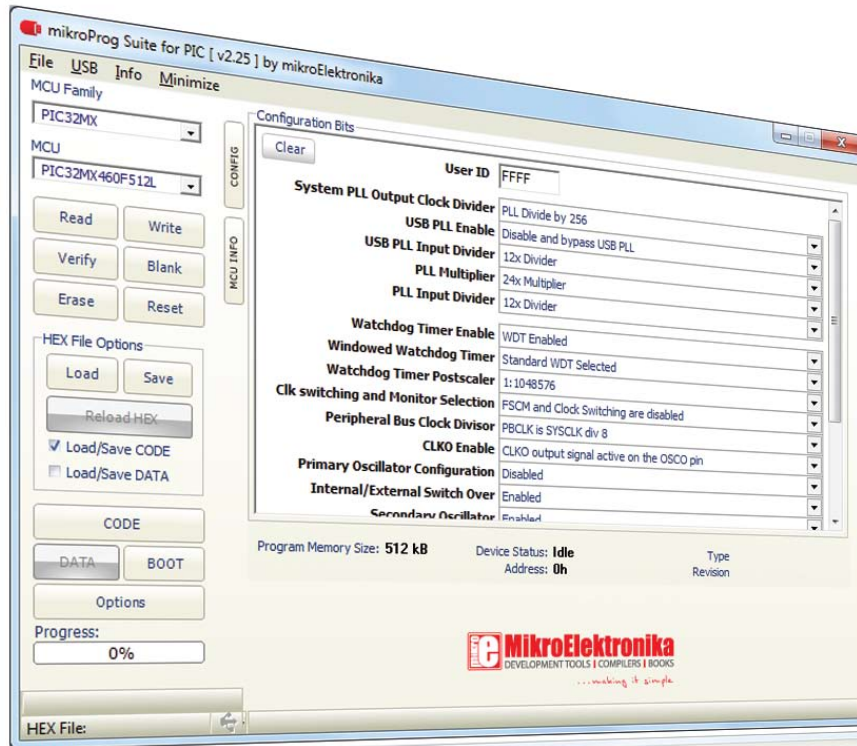 mikroProg Suite for PIC [ v2.25 ] by mikroElektronika
File USB Info Minimize
MCU Family
PIC32MX
MCU
PIC32MX460F512L
Read Write
Verify Blank
Erase Reset
HEX File Options
Load Save
Reload HEX
Load/Save CODE
Load/Save DATA
CODE
DATA BOOT
Options
Progress:
0%
HEX File:
CONFIG
MCU INFO
Configuration Bits
Clear
User ID FFFF
System PLL Output Clock Divider PLL Divide by 256
USB PLL Enable Disable and bypass USB PLL
USB PLL Input Divider 12x Divider
PLL Multiplier 24x Multiplier
PLL Input Divider 12x Divider
Watchdog Timer Enable WDT Enabled
Windowed Watchdog Timer Standard WDT Selected
Watchdog Timer Postscaler 1:1048576
Clk switching and Monitor Selection FSCM and Clock Switching are disabled
Peripheral Bus Clock Divisor PBCLK is SYSCLK div 8
CLKO Enable CLKO output signal active on the OSCO pin
Primary Oscillator Configuration Disabled
Internal/External Switch Over Enabled
Secondary Oscillator Enabled
Program Memory Size: 512 kB Device Status: Idle Type
Address: 0h Revision
mikro e MikroElektronika
DEVELOPMENT TOOLS | COMPILERS | BOOKS
...making it simple